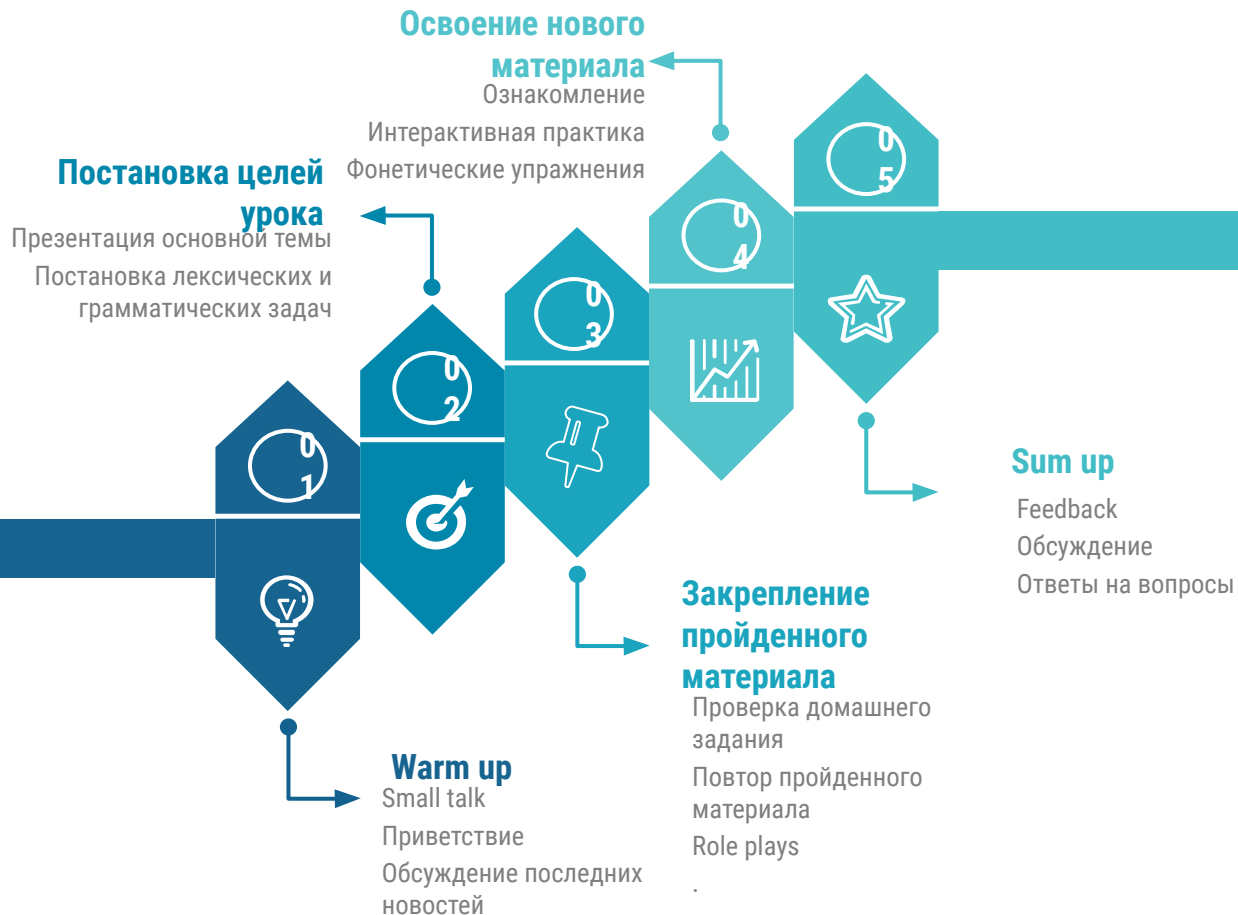 Освоение нового
материала
Ознакомление
Интерактивная практика
Фонетические упражнения
Постановка целей
урока
Презентация основной темы
Постановка лексических и
грамматических задач
0
5
0
4
0
3
0
2
0
1
Sum up
Feedback
Обсуждение
Ответы на вопросы
Закрепление
пройденного
материала
Проверка домашнего
задания
Повтор пройденного
материала
Role plays
.
Warm up
Small talk
Приветствие
Обсуждение последних
новостей